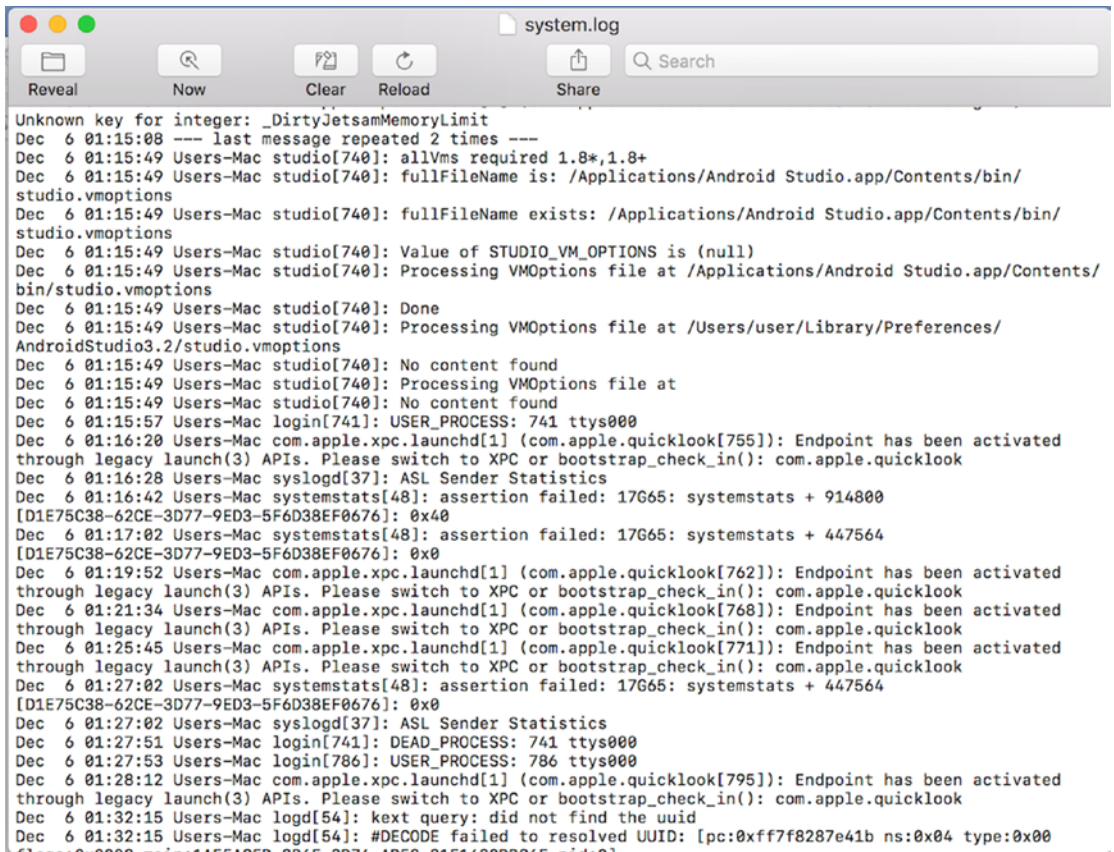 system.log
Reveal
Now
Clear
Reload
Share
Search
Unknown key for integer: _DirtyJetsamMemoryLimit
Dec  6 01:15:08 --- last message repeated 2 times ---
Dec  6 01:15:49 Users-Mac studio[740]: allVms required 1.8*,1.8+
Dec  6 01:15:49 Users-Mac studio[740]: fullFileName is: /Applications/Android Studio.app/Contents/bin/
studio.vmoptions
Dec  6 01:15:49 Users-Mac studio[740]: fullFileName exists: /Applications/Android Studio.app/Contents/bin/
studio.vmoptions
Dec  6 01:15:49 Users-Mac studio[740]: Value of STUDIO_VM_OPTIONS is (null)
Dec  6 01:15:49 Users-Mac studio[740]: Processing VMOptions file at /Applications/Android Studio.app/Contents/
bin/studio.vmoptions
Dec  6 01:15:49 Users-Mac studio[740]: Done
Dec  6 01:15:49 Users-Mac studio[740]: Processing VMOptions file at /Users/user/Library/Preferences/
AndroidStudio3.2/studio.vmoptions
Dec  6 01:15:49 Users-Mac studio[740]: No content found
Dec  6 01:15:49 Users-Mac studio[740]: Processing VMOptions file at
Dec  6 01:15:49 Users-Mac studio[740]: No content found
Dec  6 01:15:57 Users-Mac login[741]: USER_PROCESS: 741 ttys000
Dec  6 01:16:20 Users-Mac com.apple.xpc.launchd[1] (com.apple.quicklook[755]): Endpoint has been activated
through legacy launch(3) APIs. Please switch to XPC or bootstrap_check_in(): com.apple.quicklook
Dec  6 01:16:28 Users-Mac syslogd[37]: ASL Sender Statistics
Dec  6 01:16:42 Users-Mac systemstats[48]: assertion failed: 17G65: systemstats + 914800
[D1E75C38-62CE-3D77-9ED3-5F6D38EF0676]: 0x40
Dec  6 01:17:02 Users-Mac systemstats[48]: assertion failed: 17G65: systemstats + 447564
[D1E75C38-62CE-3D77-9ED3-5F6D38EF0676]: 0x0
Dec  6 01:19:52 Users-Mac com.apple.xpc.launchd[1] (com.apple.quicklook[762]): Endpoint has been activated
through legacy launch(3) APIs. Please switch to XPC or bootstrap_check_in(): com.apple.quicklook
Dec  6 01:21:34 Users-Mac com.apple.xpc.launchd[1] (com.apple.quicklook[768]): Endpoint has been activated
through legacy launch(3) APIs. Please switch to XPC or bootstrap_check_in(): com.apple.quicklook
Dec  6 01:25:45 Users-Mac com.apple.xpc.launchd[1] (com.apple.quicklook[771]): Endpoint has been activated
through legacy launch(3) APIs. Please switch to XPC or bootstrap_check_in(): com.apple.quicklook
Dec  6 01:27:02 Users-Mac systemstats[48]: assertion failed: 17G65: systemstats + 447564
[D1E75C38-62CE-3D77-9ED3-5F6D38EF0676]: 0x0
Dec  6 01:27:02 Users-Mac syslogd[37]: ASL Sender Statistics
Dec  6 01:27:51 Users-Mac login[741]: DEAD_PROCESS: 741 ttys000
Dec  6 01:27:53 Users-Mac login[786]: USER_PROCESS: 786 ttys000
Dec  6 01:28:12 Users-Mac com.apple.xpc.launchd[1] (com.apple.quicklook[795]): Endpoint has been activated
through legacy launch(3) APIs. Please switch to XPC or bootstrap_check_in(): com.apple.quicklook
Dec  6 01:32:15 Users-Mac logd[54]: kext query: did not find the uuid
Dec  6 01:32:15 Users-Mac logd[54]: #DECODE failed to resolved UUID: [pc:0xff7f8287e41b ns:0x04 type:0x00